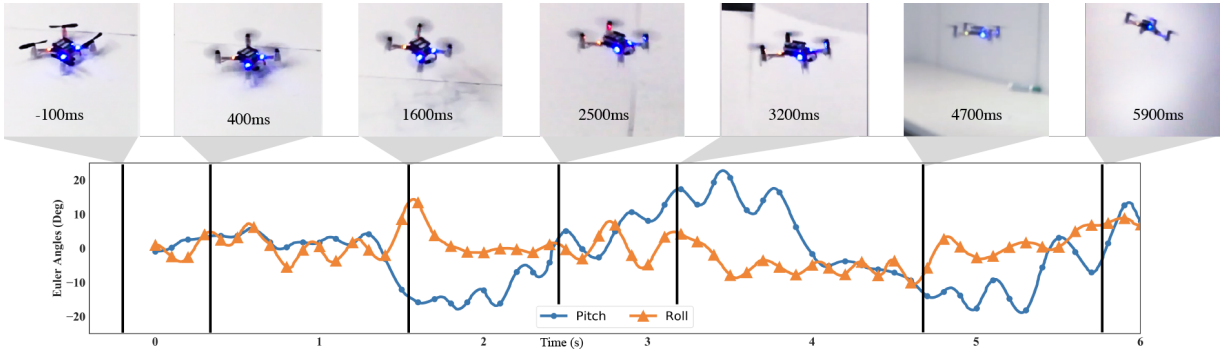 -100ms
400ms
1600ms
2500ms
3200ms
4700ms
5900ms
Euler Angles (Deg)
20
10
0
−10
−20
Pitch
Roll
0
1
2
Time (s)
3
4
5
6